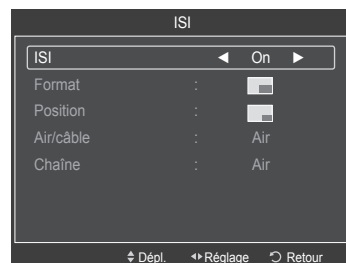 ISI
ISI ◀ On ▶
Format :
Position :
Air/câble : Air
Chaîne : Air
Dépl. Réglage Retour